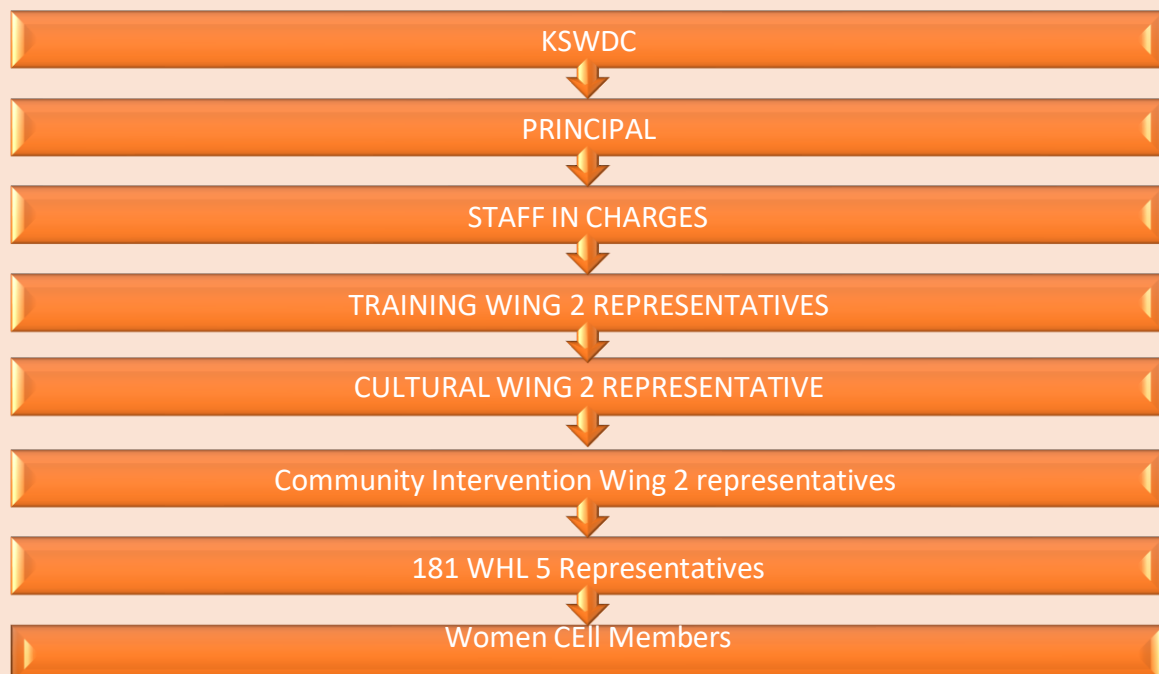 KSWDC
PRINCIPAL
STAFF IN CHARGES
TRAINING WING 2 REPRESENTATIVES
CULTURAL WING 2 REPRESENTATIVE
Community Intervention Wing 2 representatives
181 WHL 5 Representatives
Women CEll Members